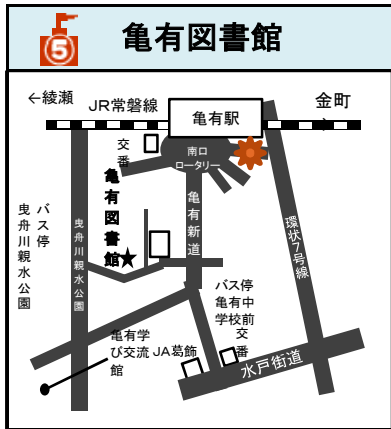 5
亀有図書館
←綾瀬
JR常磐線
亀有駅
金町
交番
南口
ロータリー
亀有図書館
亀有新道
環状7号線
バス停
曳舟川親水公園
曳舟川親水公園
バス停
亀有中
学校前
交番
亀有学
び交流
館
JA葛飾
水戸街道